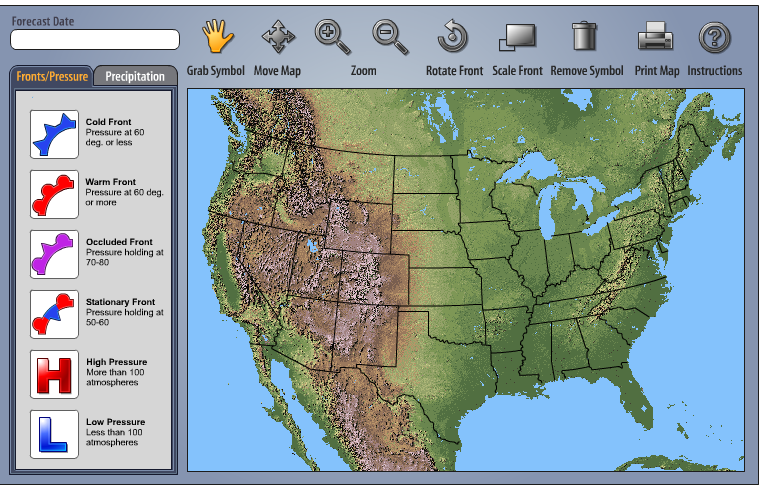 Forecast Date
Grab Symbol
Move Map
Zoom
Rotate Front
Scale Front
Remove Symbol
Print Map
Instructions
Fronts/Pressure
Precipitation
Cold Front
Pressure at 60
deg. or less
Warm Front
Pressure at 60 deg.
or more
Occluded Front
Pressure holding at
70-80
Stationary Front
Pressure holding at
50-60
H
High Pressure
More than 100
atmospheres
L
Low Pressure
Less than 100
atmospheres